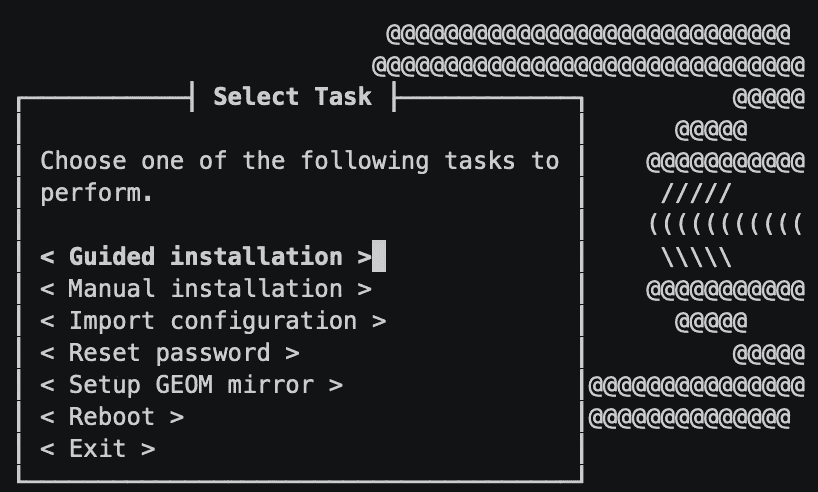 @@@@@@@@@@@@@@@@@@@@@@@@@@@@
@@@@@@@@@@@@@@@@@@@@@@@@@@@@@@
Select Task
@@@@@
@@@@@
Choose one of the following tasks to
@@@@@@@@@@@
perform.
/////
(((((((((((
< Guided installation >
\\\\\
< Manual installation >
@@@@@@@@@@@
< Import configuration >
@@@@@
< Reset password >
@@@@@
< Setup GEOM mirror >
@@@@@@@@@@@@@@@
< Reboot >
@@@@@@@@@@@@@@
< Exit >